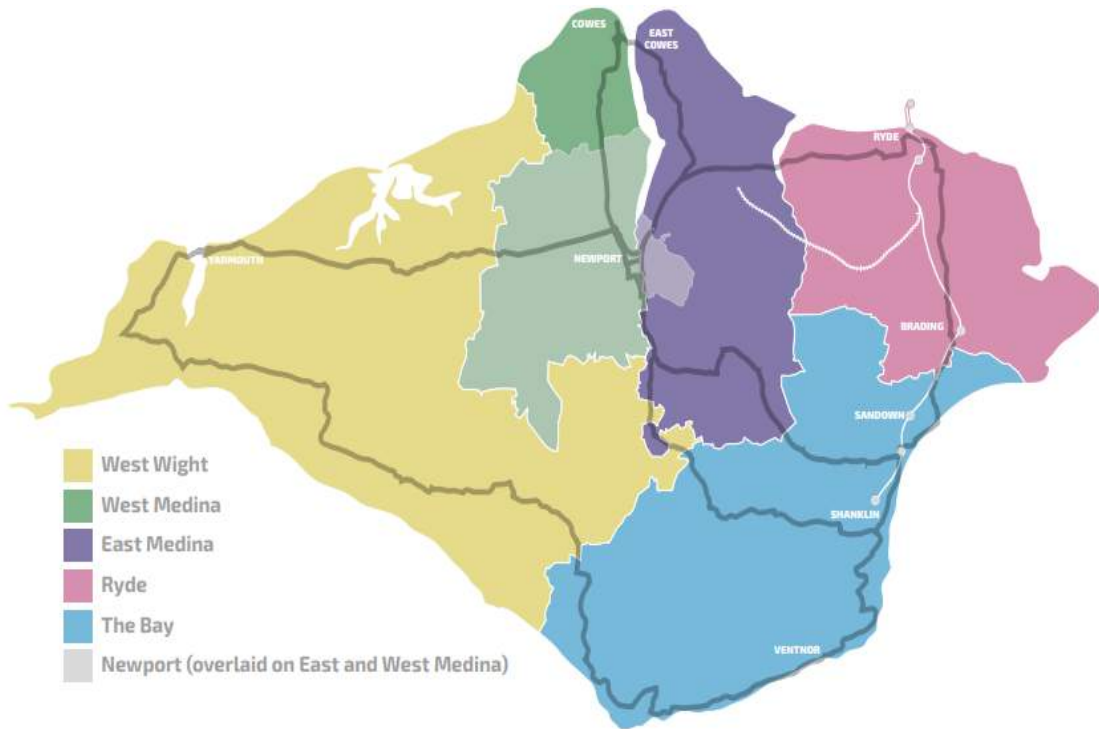 COWES
EAST
COWES
RYDE
YARMOUTH
NEWPORT
BRADING
SANDOWN
SHANKLIN
VENTNOR
West Wight
West Medina
East Medina
Ryde
The Bay
Newport (overlaid on East and West Medina)